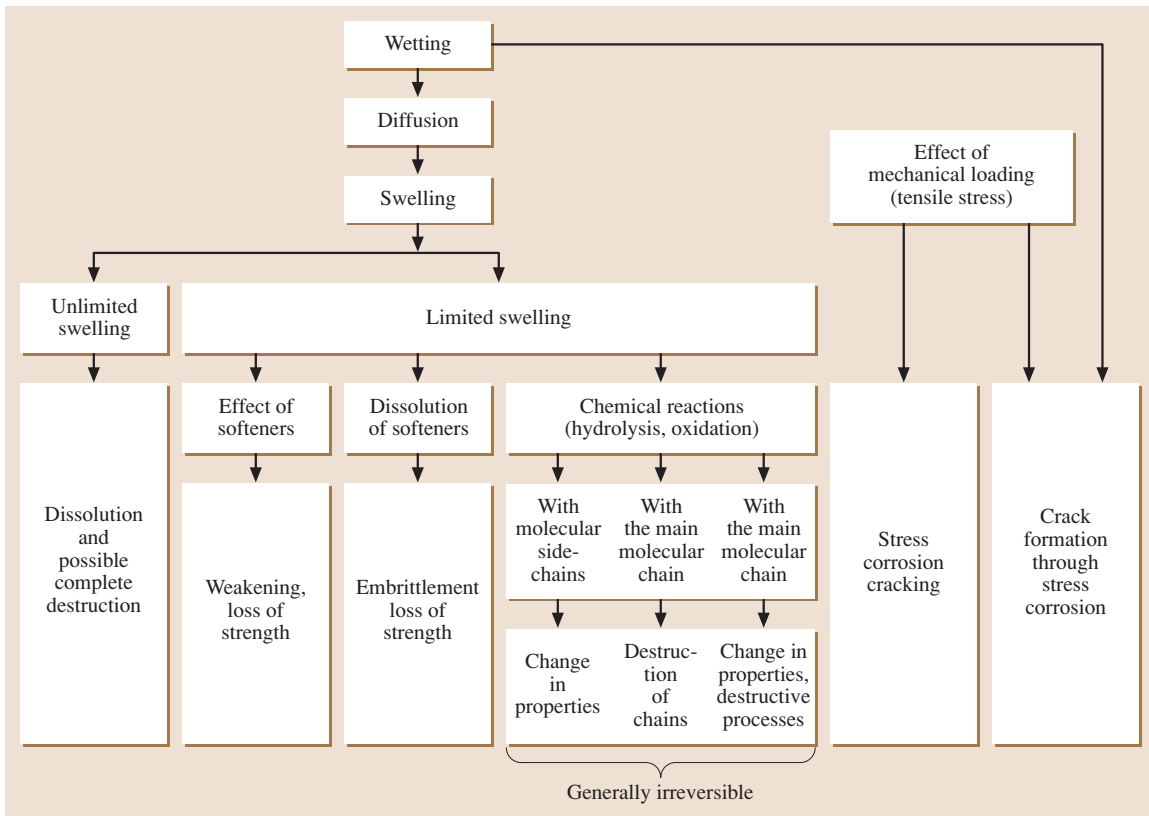 Wetting
Diffusion
Swelling
Effect of
mechanical loading
(tensile stress)
Unlimited
swelling
Limited swelling
Effect of
softeners
Dissolution
of softeners
Chemical reactions
(hydrolysis, oxidation)
Dissolution
and
possible
complete
destruction
Weakening,
loss of
strength
Embrittlement
loss of
strength
With
molecular
side-
chains
With
the main
molecular
chain
With
the main
molecular
chain
Change
in
properties
Destruc-
tion
of
chains
Change in
properties,
destructive
processes
Stress
corrosion
cracking
Crack
formation
through
stress
corrosion
Generally irreversible